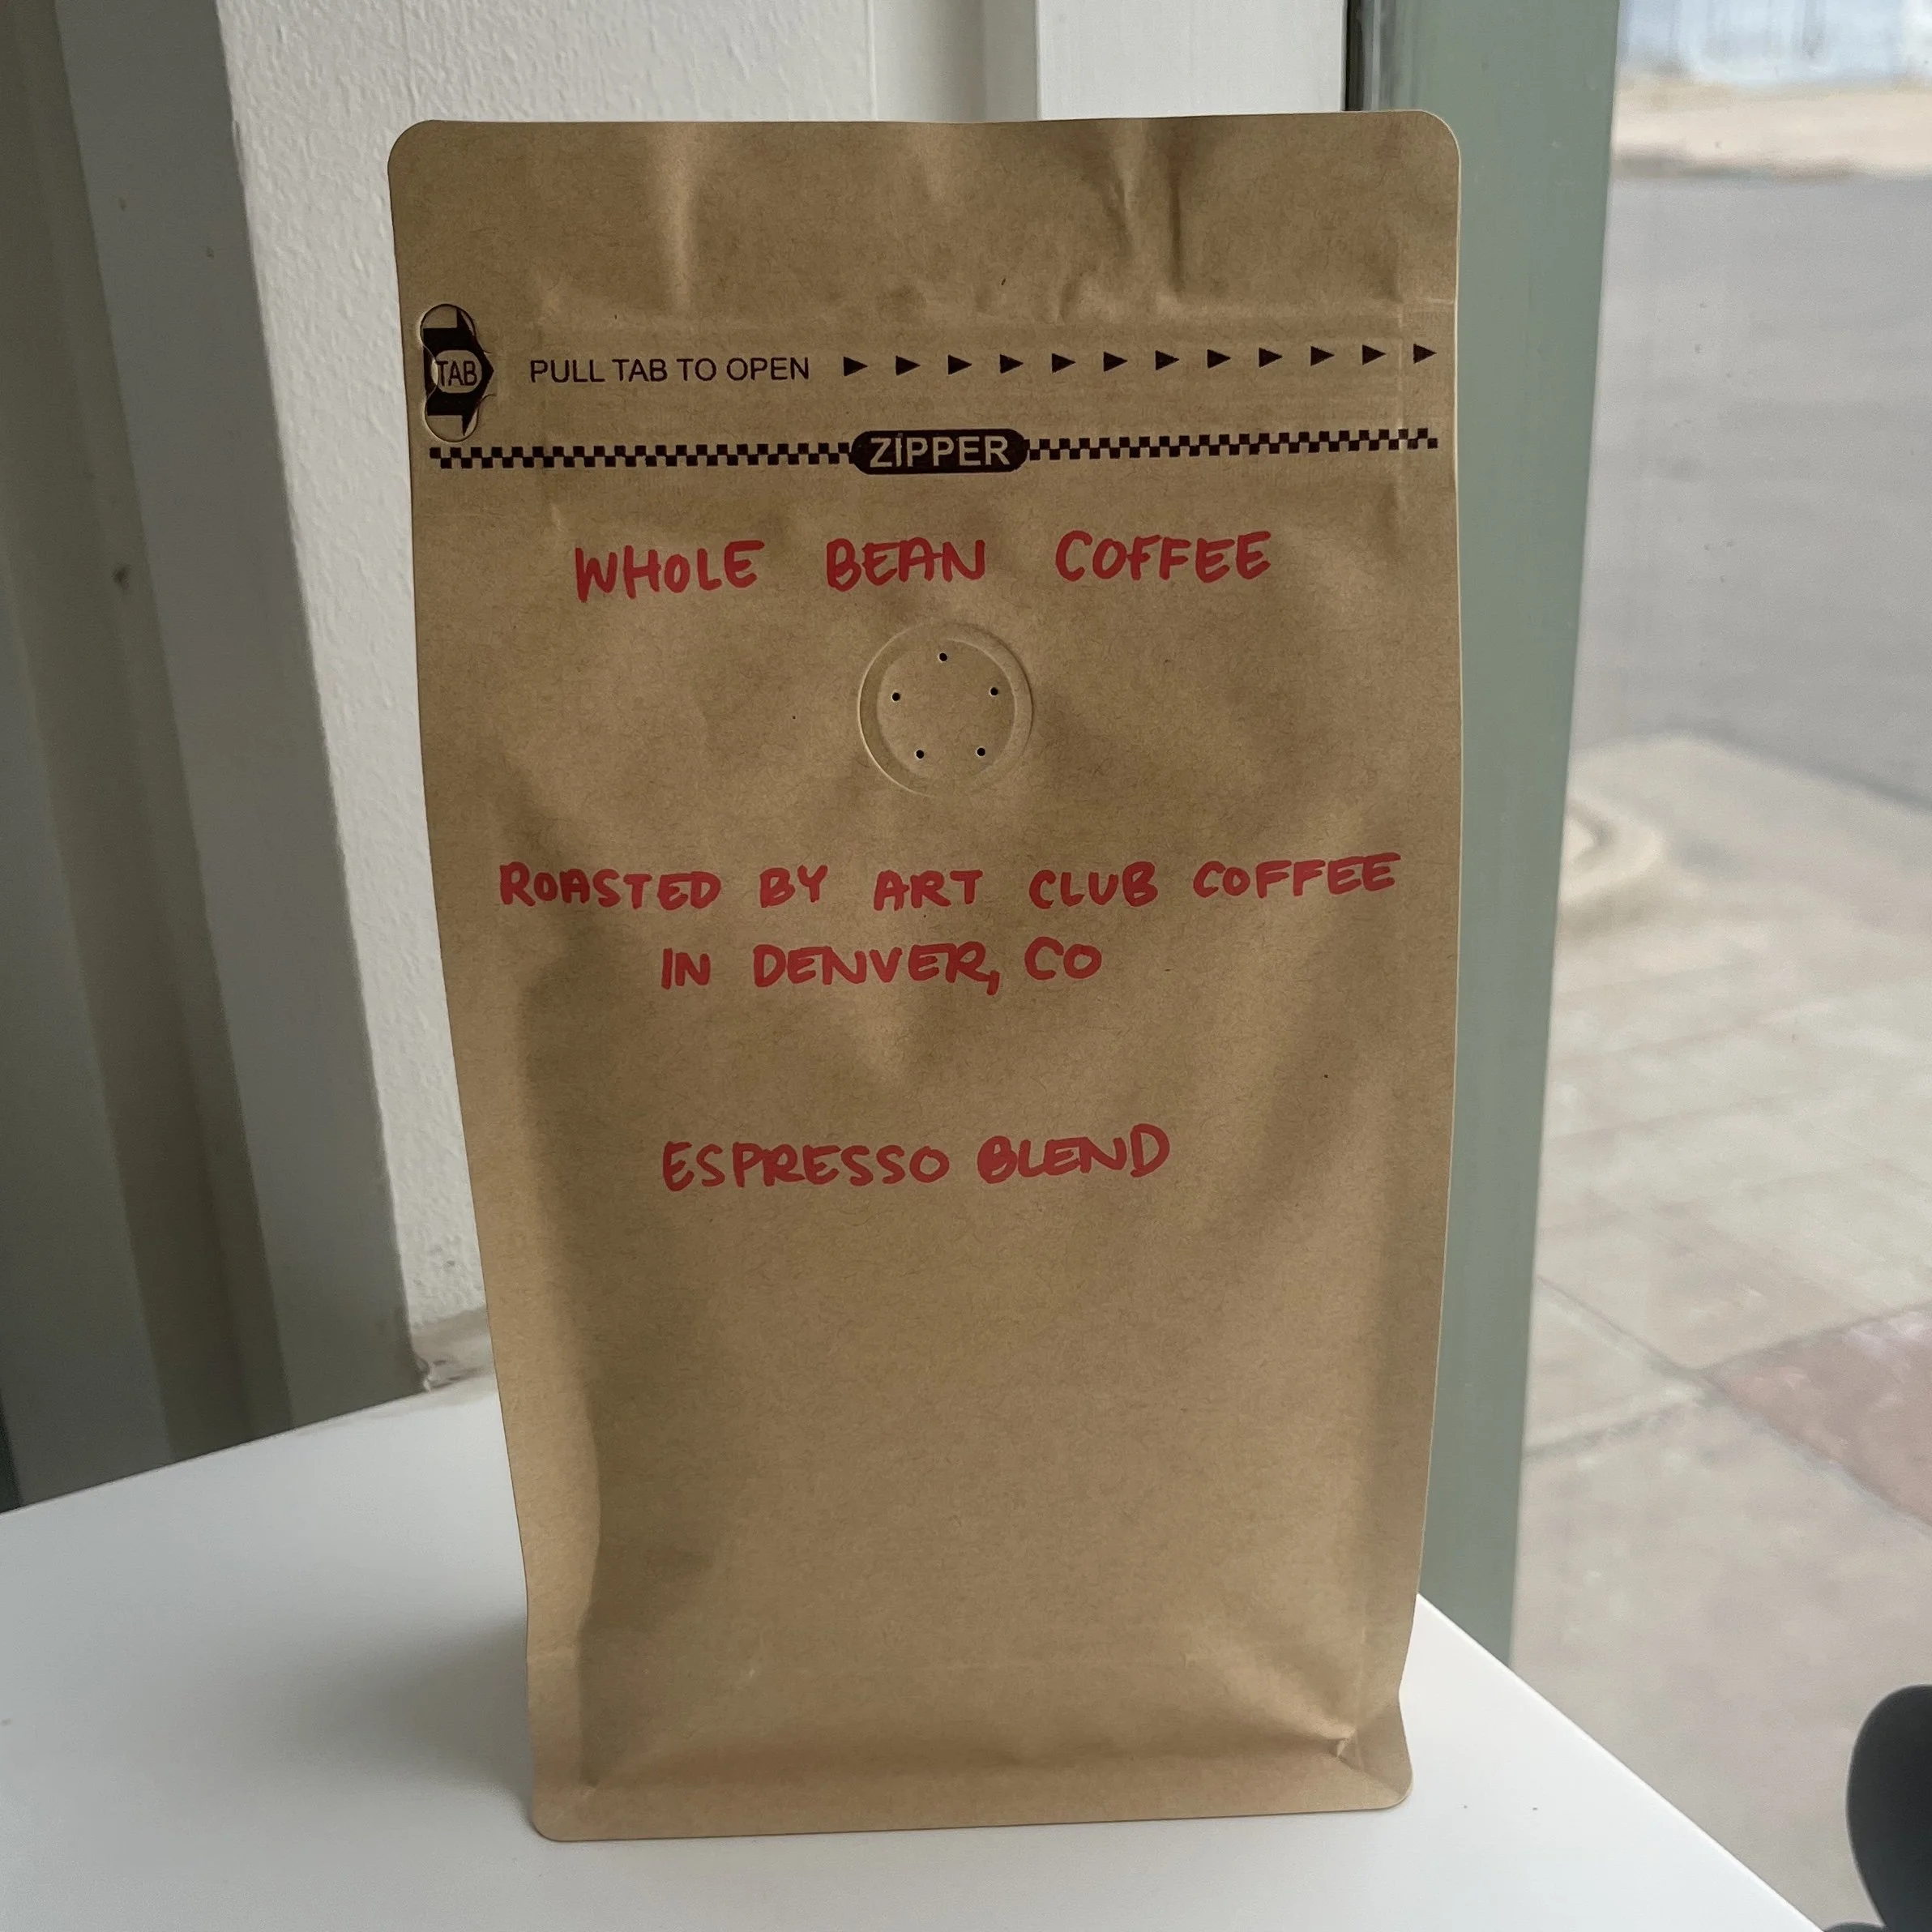 TAB
PULL TAB TO OPEN
ZIPPER
WHOLE BEAN COFFEE
ROASTED BY ART CLUB COFFEE
IN DENVER, CO
ESPRESSO BLEND